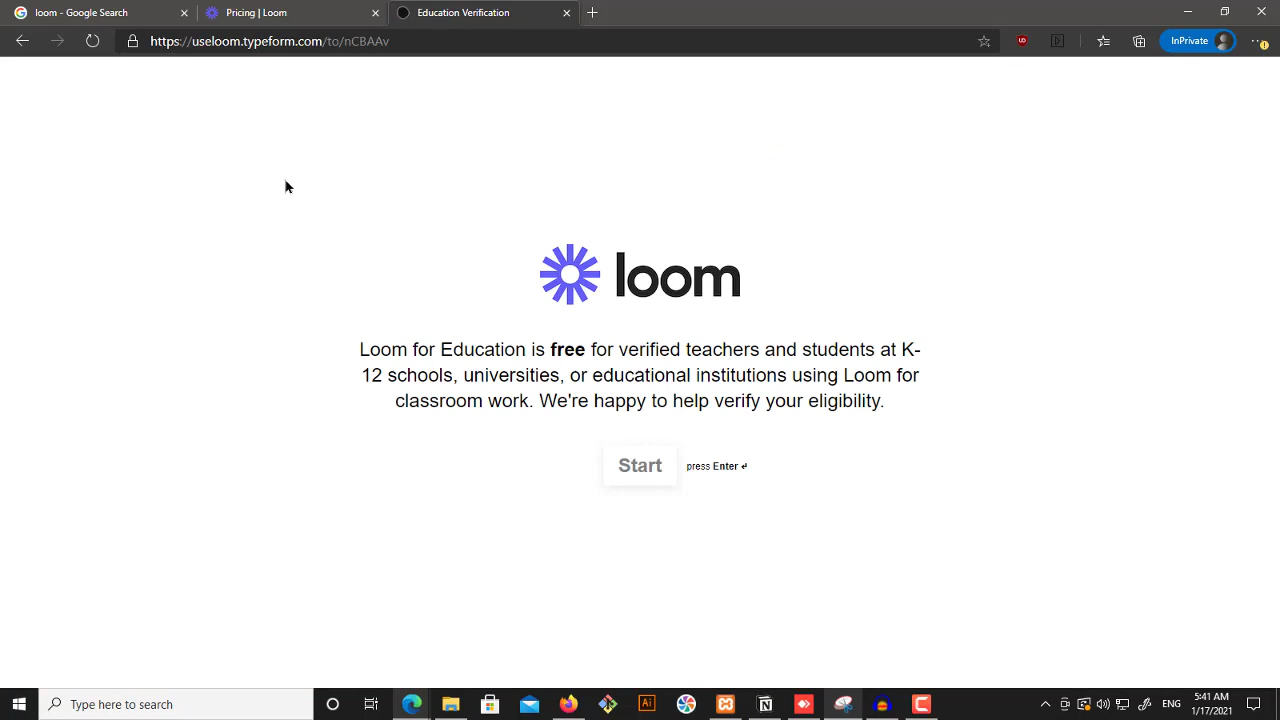 loom - Google Search
Pricing | Loom
Education Verification
https://useloom.typeform.com/to/nCBAAv
InPrivate
loom
Loom for Education is free for verified teachers and students at K-
12 schools, universities, or educational institutions using Loom for
classroom work. We're happy to help verify your eligibility.
Start
press Enter ↵
Type here to search
Ai
ENG
5:41 AM
1/17/2021